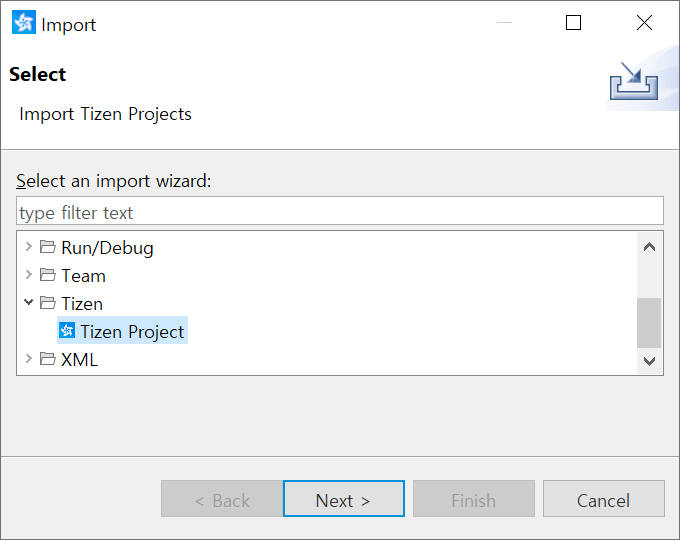 Import
Select
Import Tizen Projects
Select an import wizard:
type filter text
Run/Debug
Team
Tizen
Tizen Project
XML
< Back Next > Finish Cancel